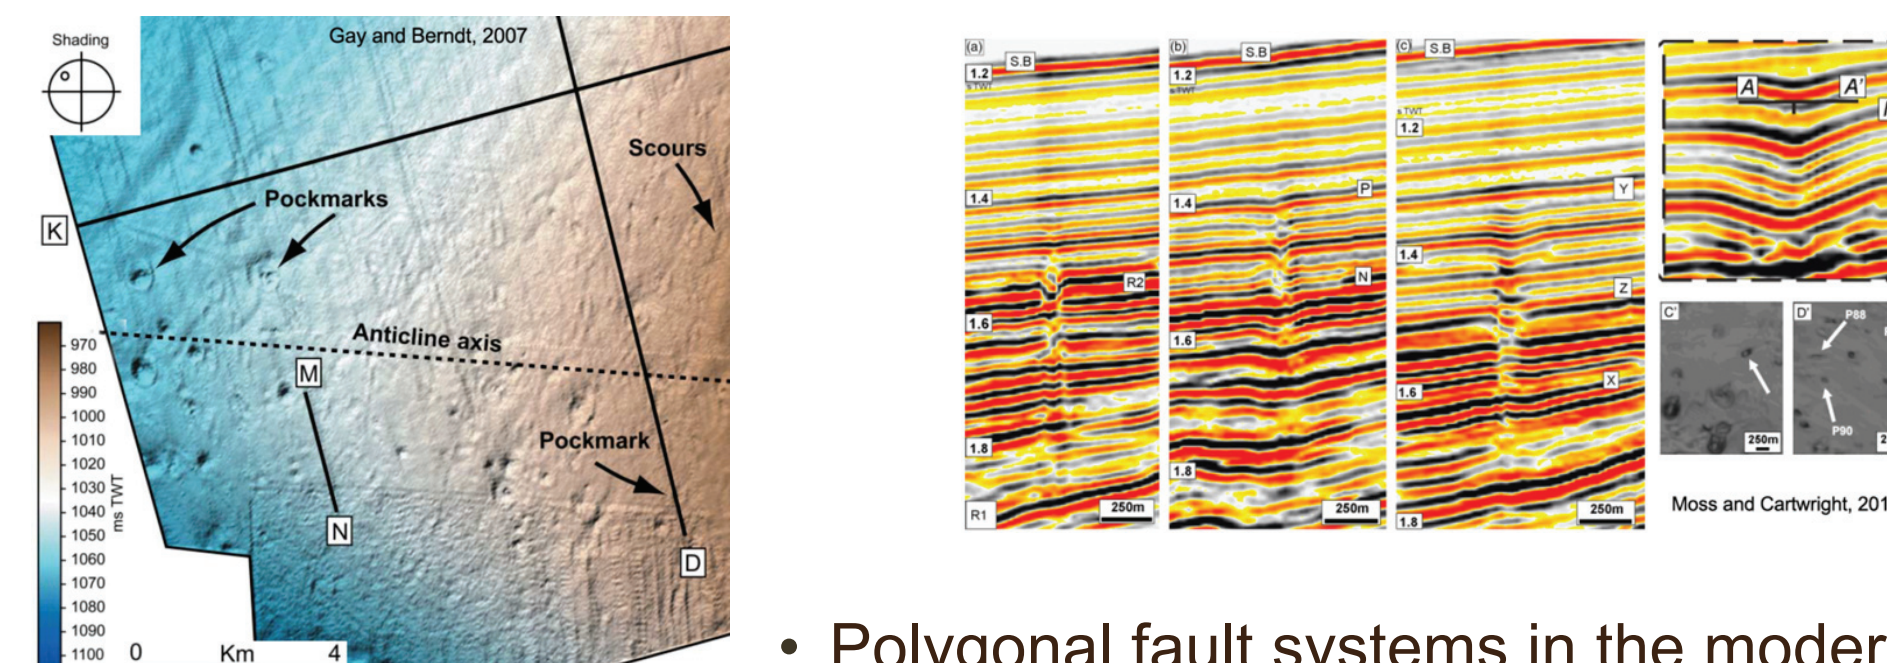 Shading
Gay and Berndt, 2007
Scours
Pockmarks
K
Anticline axis
M
Pockmark
N
D
970
980
990
1000
1010
1020
1030
1040
1050
1060
1070
1080
1090
1100
ms TWT
0 Km 4
(a)
S.B
1.2
s TWT
1.4
R2
1.6
1.8
R1
250m
(b)
S.B
1.2
s TWT
P
1.4
N
1.6
1.8
250m
(c)
S.B
s TWT
1.2
Y
1.4
Z
X
1.6
1.8
250m
A A'
C'
250m
D'
P88
P90
Moss and Cartwright, 201
• Polygonal fault systems in the moder